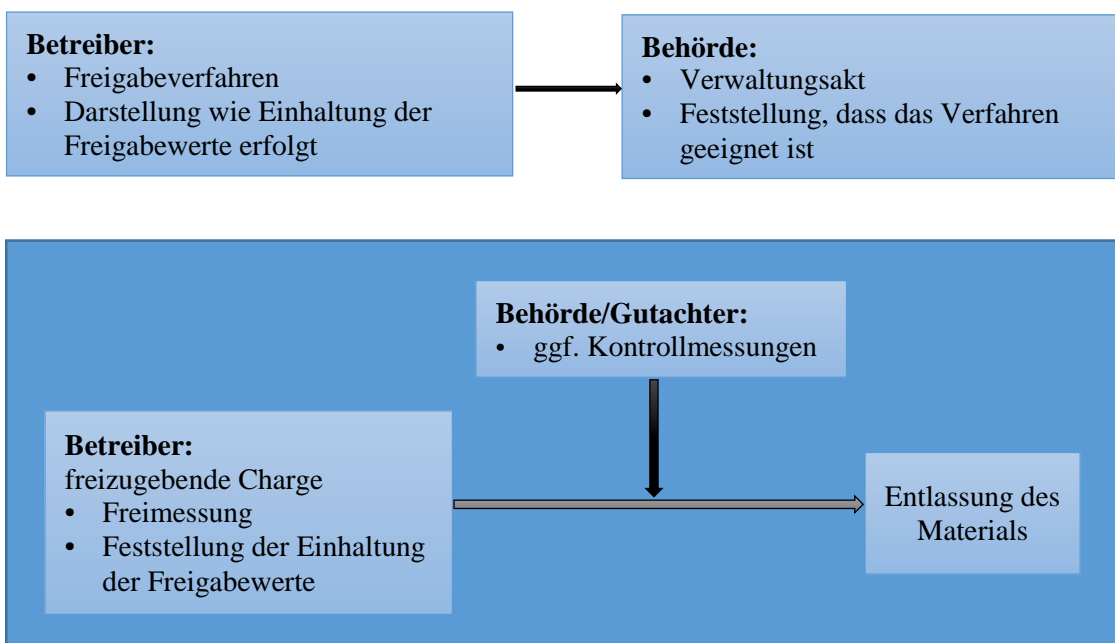 Betreiber:
• Freigabeverfahren
• Darstellung wie Einhaltung der
Freigabewerte erfolgt
Behörde:
• Verwaltungsakt
• Feststellung, dass das Verfahren
geeignet ist
Behörde/Gutachter:
• ggf. Kontrollmessungen
Betreiber:
freizugebende Charge
• Freimessung
• Feststellung der Einhaltung
der Freigabewerte
Entlassung des
Materials